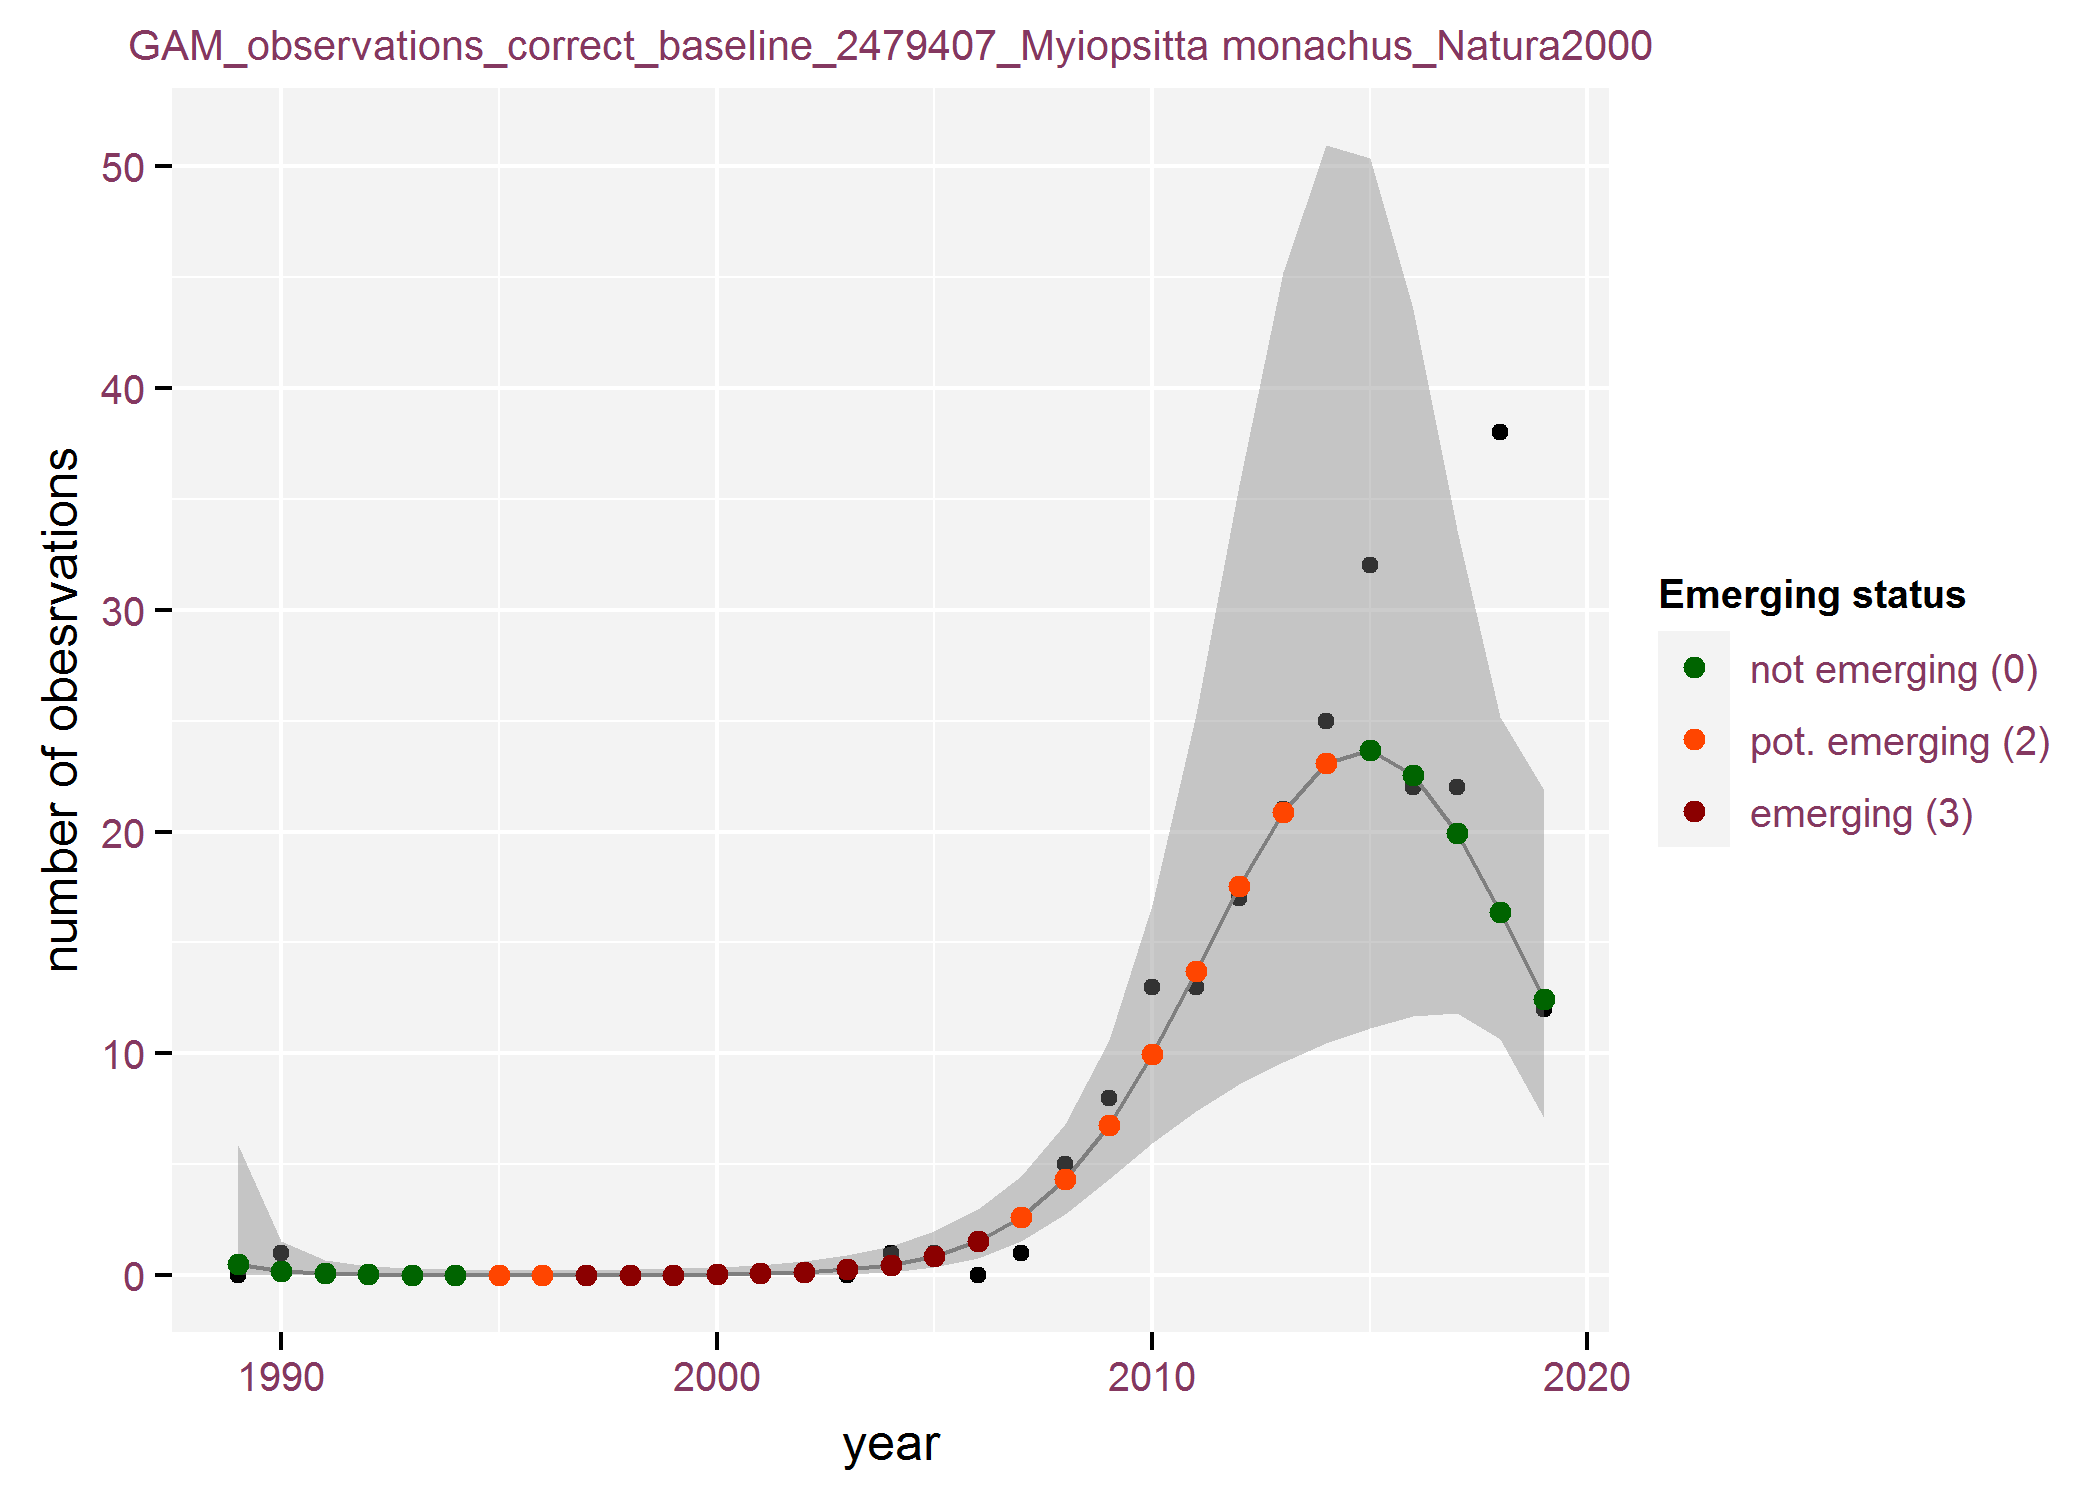 GAM_observations_correct_baseline_2479407_Myiopsitta monachus_Natura2000
50
40
30
20
10
0
number of obesrvations
1990 2000 2010 2020
year
Emerging status
not emerging (0)
pot. emerging (2)
emerging (3)